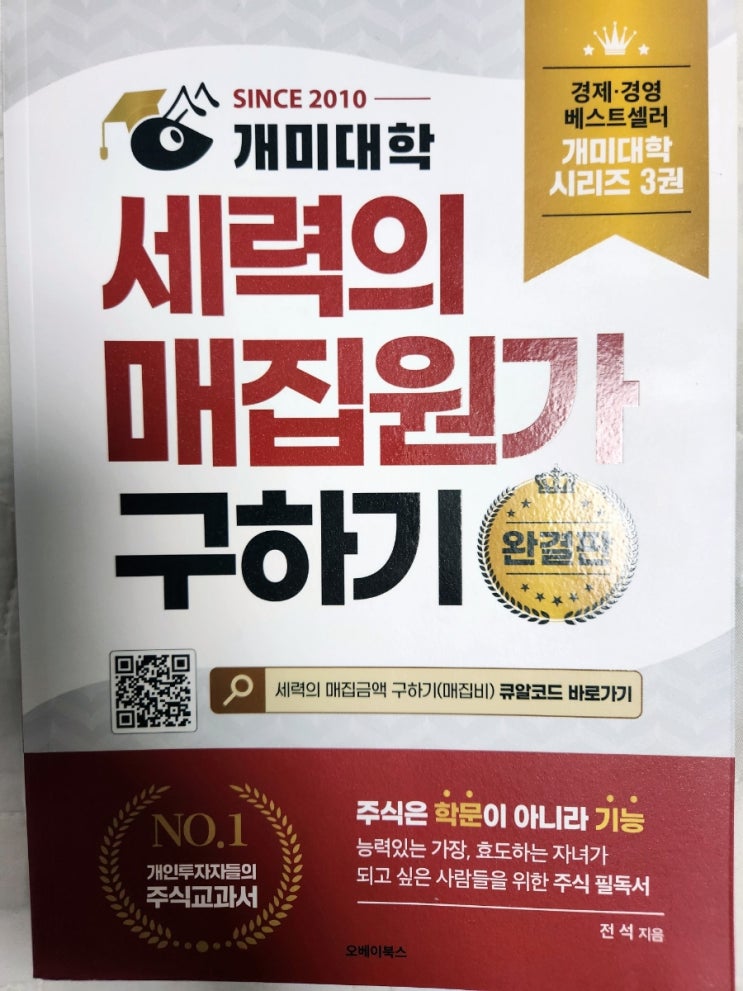 SINCE 2010
개미대학
경제·경영
베스트셀러
개미대학
시리즈 3권
세력의
매집원가
구하기
완결판
세력의 매집금액 구하기(매집비) 큐알코드 바로가기
NO.1
개인투자자들의
주식교과서
주식은 학문이 아니라 기능
능력있는 가장, 효도하는 자녀가
되고 싶은 사람들을 위한 주식 필독서
전 석 지음
오베이북스